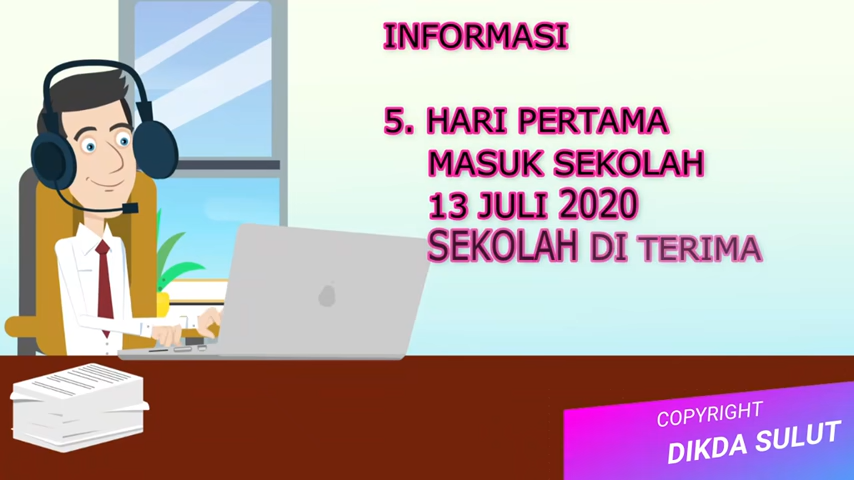 INFORMASI
5. HARI PERTAMA
MASUK SEKOLAH
13 JULI 2020
SEKOLAH DI TERIMA
COPYRIGHT
DIKDA SULUT